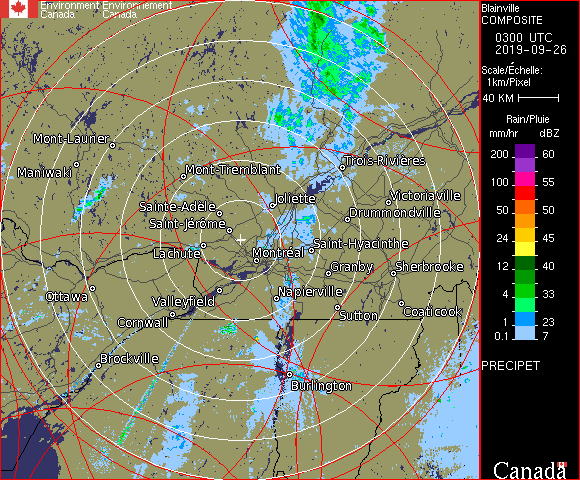 Environment Environnement
Canada Canada
Blainville
COMPOSITE
0300 UTC
2019-09-26
Scale/Échelle:
1km/Pixel
40 KM
Rain/Pluie
mm/hr dBZ
200 60
150 57
100 55
50 50
24 45
12 40
4 33
1 23
0.1 7
PRECIPET
Canada
Mont-Laurier
Maniwaki
Mont-Tremblant
Trois-Rivières
Sainte-Adèle
Joliette
Victoriaville
Drummondville
Saint-Jérôme
Lachute
Montréal
Saint-Hyacinthe
Granby
Sherbrooke
Ottawa
Valleyfield
Napierville
Cornwall
Sutton
Coaticook
Brockville
Burlington